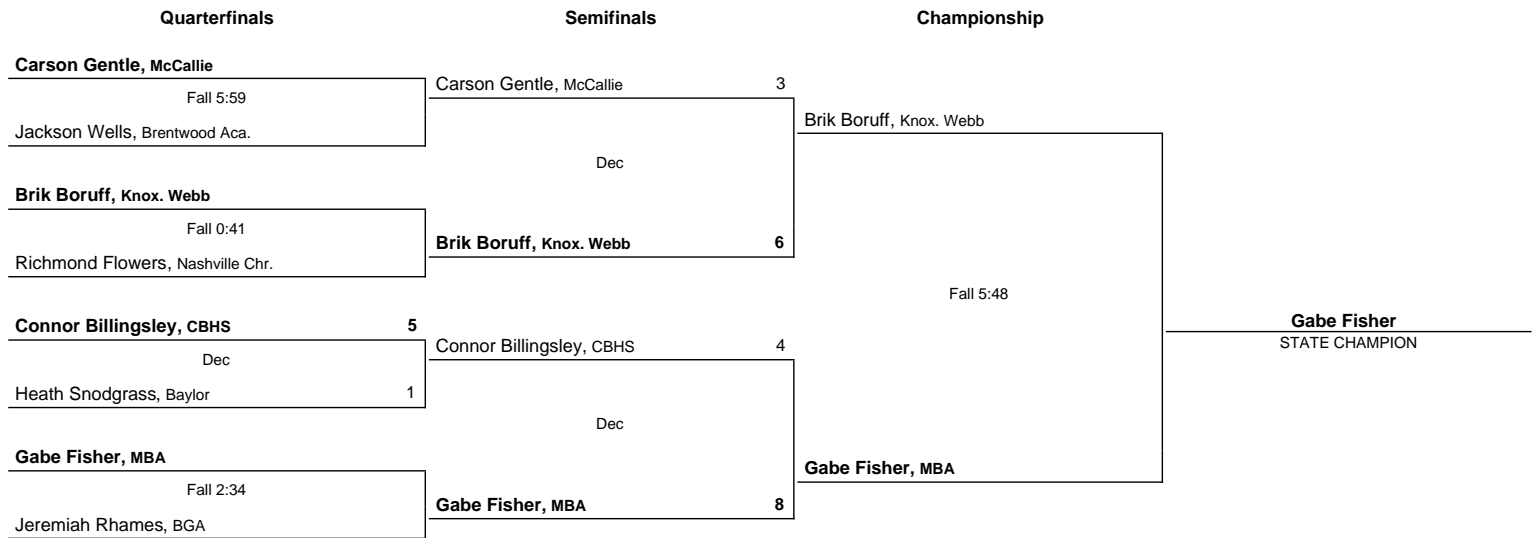 Quarterfinals Semifinals Championship
Carson Gentle, McCallie
Fall 5:59
Jackson Wells, Brentwood Aca.
Brik Boruff, Knox. Webb
Fall 0:41
Richmond Flowers, Nashville Chr.
Connor Billingsley, CBHS 5
Dec
Heath Snodgrass, Baylor 1
Gabe Fisher, MBA
Fall 2:34
Jeremiah Rhames, BGA
Carson Gentle, McCallie 3
Dec
Brik Boruff, Knox. Webb 6
Connor Billingsley, CBHS 4
Dec
Gabe Fisher, MBA 8
Brik Boruff, Knox. Webb
Fall 5:48
Gabe Fisher, MBA
Gabe Fisher
STATE CHAMPION